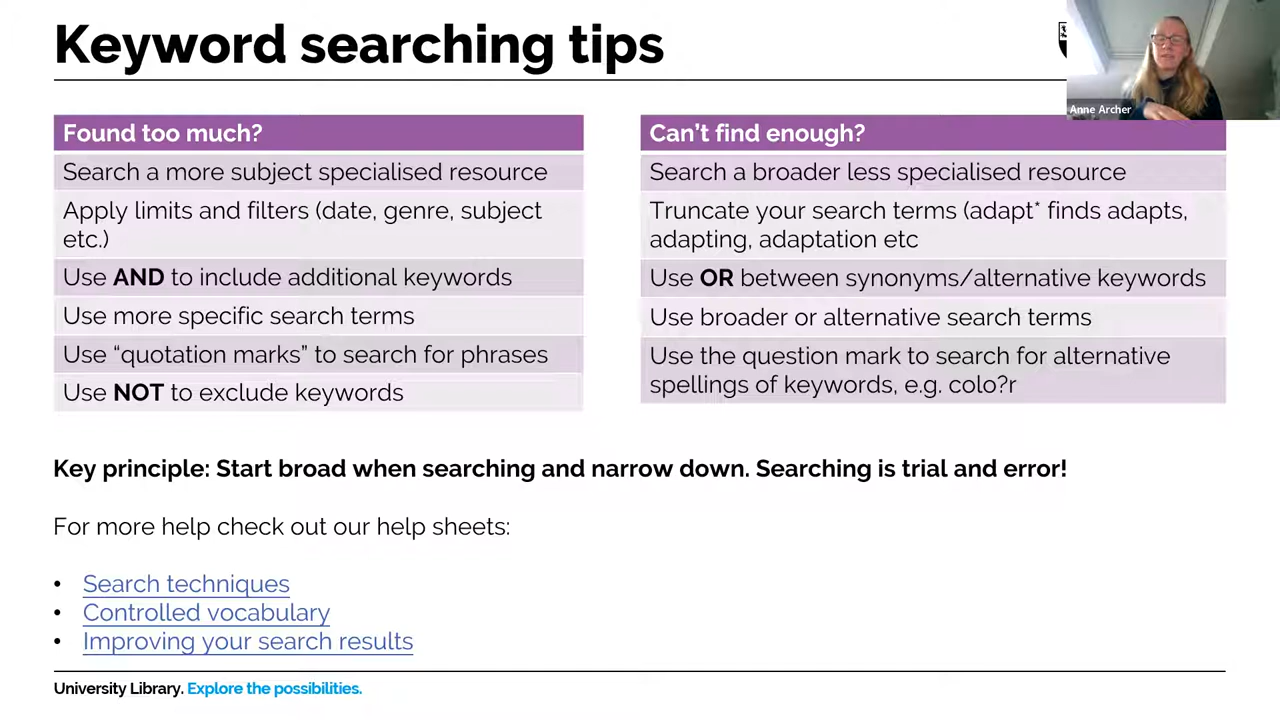 Keyword searching tips
Anne Archer
Found too much?
Search a more subject specialised resource
Apply limits and filters (date, genre, subject
etc.)
Use AND to include additional keywords
Use more specific search terms
Use “quotation marks” to search for phrases
Use NOT to exclude keywords
Can’t find enough?
Search a broader less specialised resource
Truncate your search terms (adapt* finds adapts,
adapting, adaptation etc
Use OR between synonyms/alternative keywords
Use broader or alternative search terms
Use the question mark to search for alternative
spellings of keywords, e.g. colo?r
Key principle: Start broad when searching and narrow down. Searching is trial and error!
For more help check out our help sheets:
• Search techniques
• Controlled vocabulary
• Improving your search results
University Library. Explore the possibilities.